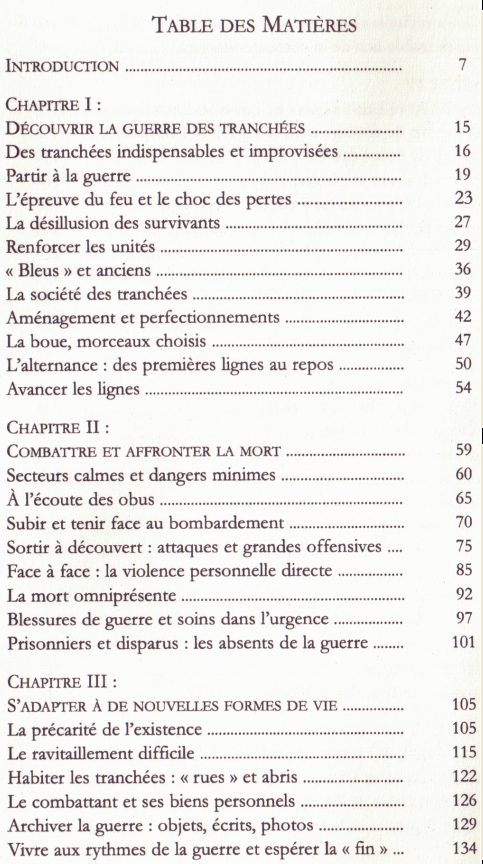 TABLE DES MATIÈRES
INTRODUCTION ................................................................ 7
CHAPITRE I :
DÉCOUVRIR LA GUERRE DES TRANCHÉES ...................... 15
Des tranchées indispensables et improvisées ............... 16
Partir à la guerre ............................................................. 19
L'épreuve du feu et le choc des pertes ........................ 23
La désillusion des survivants ......................................... 27
Renforcer les unités ........................................................ 29
« Bleus » et anciens ......................................................... 36
La société des tranchées ................................................. 39
Aménagement et perfectionnements ........................... 42
La boue, morceaux choisis ............................................ 47
L'alternance : des premières lignes au repos ............... 50
Avancer les lignes ........................................................... 54
CHAPITRE II :
COMBATTRE ET AFFRONTER LA MORT ........................... 59
Secteurs calmes et dangers minimes ............................ 60
À l'écoute des obus ........................................................ 65
Subir et tenir face au bombardement .......................... 70
Sortir à découvert : attaques et grandes offensives .... 75
Face à face : la violence personnelle directe ................ 85
La mort omniprésente .................................................... 92
Blessures de guerre et soins dans l'urgence ................. 97
Prisonniers et disparus : les absents de la guerre ........ 101
CHAPITRE III :
S'ADAPTER À DE NOUVELLES FORMES DE VIE ............... 105
La précarité de l'existence .............................................. 105
Le ravitaillement difficile ............................................... 115
Habiter les tranchées : « rues » et abris ........................ 122
Le combattant et ses biens personnels ......................... 126
Archiver la guerre : objets, écrits, photos ..................... 129
Vivre aux rythmes de la guerre et espérer la « fin » ... 134